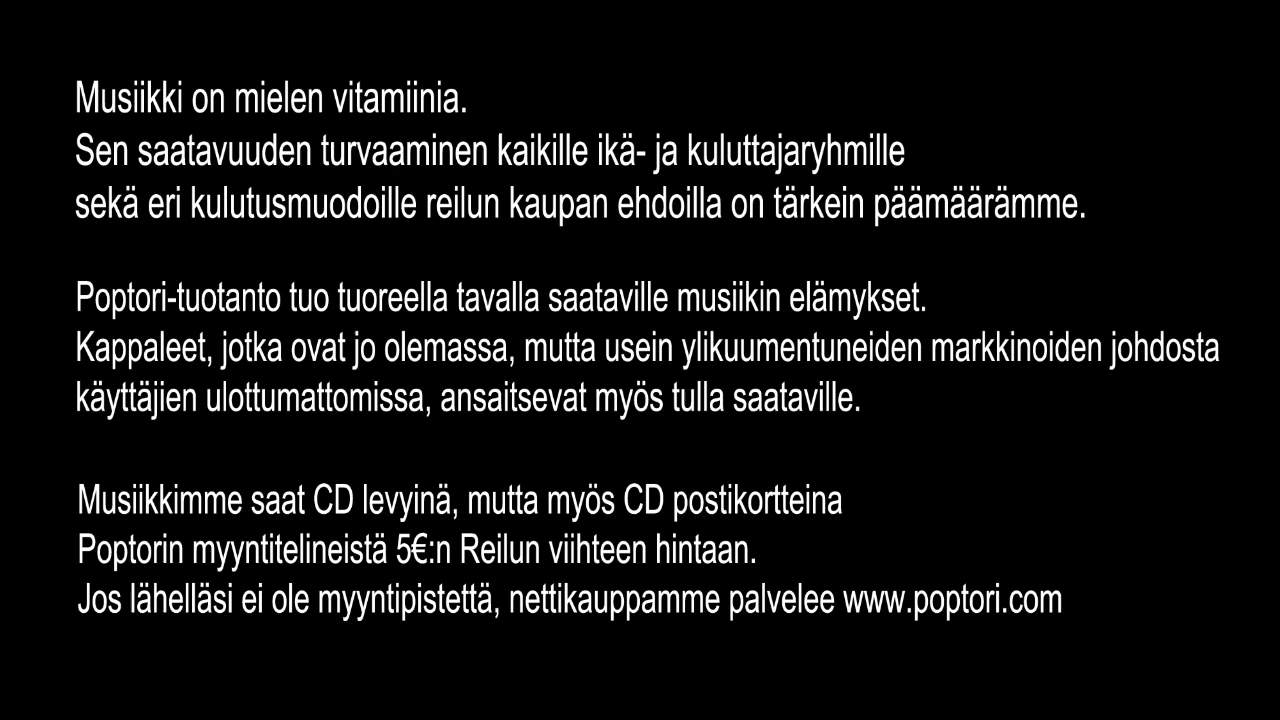 Musiikki on mielen vitamiinia.
Sen saatavuuden turvaaminen kaikille ikä- ja kuluttajaryhmille
sekä eri kulutusmuodoille reilun kaupan ehdoilla on tärkein päämäärämme.
Poptori-tuotanto tuo tuoreella tavalla saataville musiikin elämykset.
Kappaleet, jotka ovat jo olemassa, mutta usein ylikuumentuneiden markkinoiden johdosta
käyttäjien ulottumattomissa, ansaitsevat myös tulla saataville.
Musiikkimme saat CD levyinä, mutta myös CD postikortteina
Poptorin myyntitelineistä 5€:n Reilun viihteen hintaan.
Jos lähelläsi ei ole myyntipistettä, nettikauppamme palvelee www.poptori.com